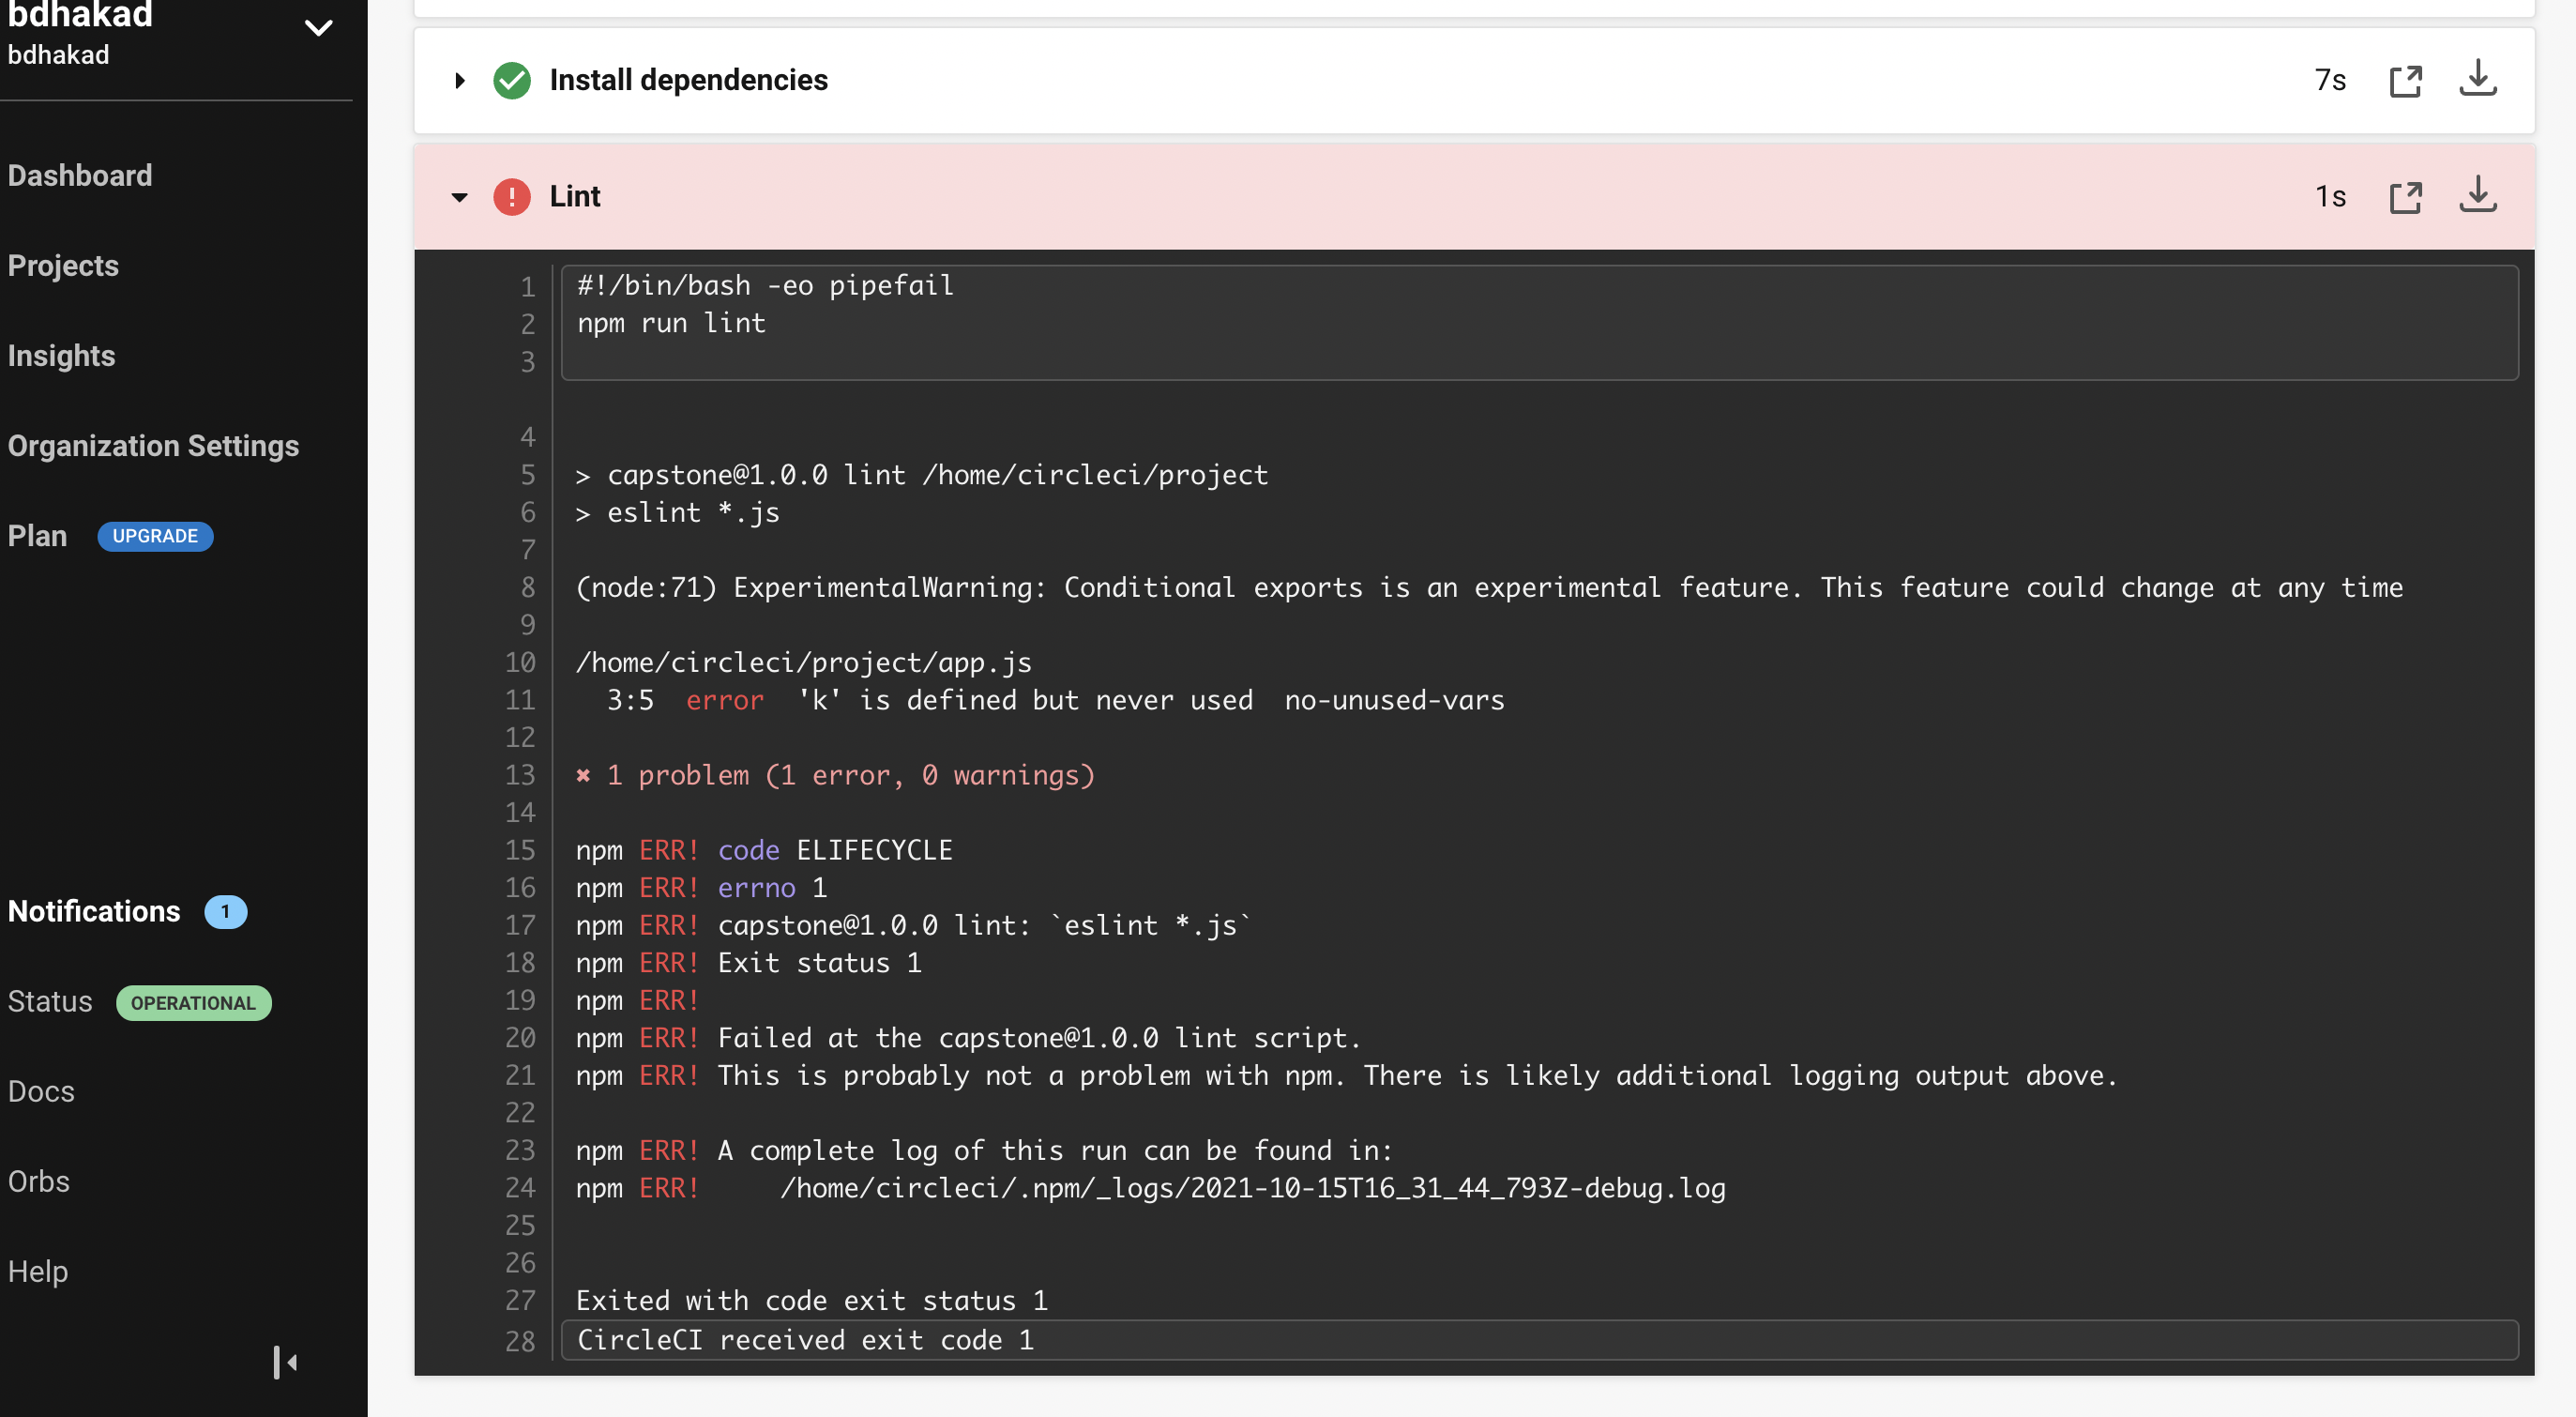 bdhakad
bdhakad
Dashboard
Projects
Insights
Organization Settings
Plan UPGRADE
Notifications 1
Status OPERATIONAL
Docs
Orbs
Help
Install dependencies 7s
! Lint 1s
1 #!/bin/bash -eo pipefail
2 npm run lint
3
4
5 > capstone@1.0.0 lint /home/circleci/project
6 > eslint *.js
7
8 (node:71) ExperimentalWarning: Conditional exports is an experimental feature. This feature could change at any time
9
10 /home/circleci/project/app.js
11 3:5 error 'k' is defined but never used no-unused-vars
12
13 ✖ 1 problem (1 error, 0 warnings)
14
15 npm ERR! code ELIFECYCLE
16 npm ERR! errno 1
17 npm ERR! capstone@1.0.0 lint: `eslint *.js`
18 npm ERR! Exit status 1
19 npm ERR!
20 npm ERR! Failed at the capstone@1.0.0 lint script.
21 npm ERR! This is probably not a problem with npm. There is likely additional logging output above.
22
23 npm ERR! A complete log of this run can be found in:
24 npm ERR! /home/circleci/.npm/_logs/2021-10-15T16_31_44_793Z-debug.log
25
26
27 Exited with code exit status 1
28 CircleCI received exit code 1